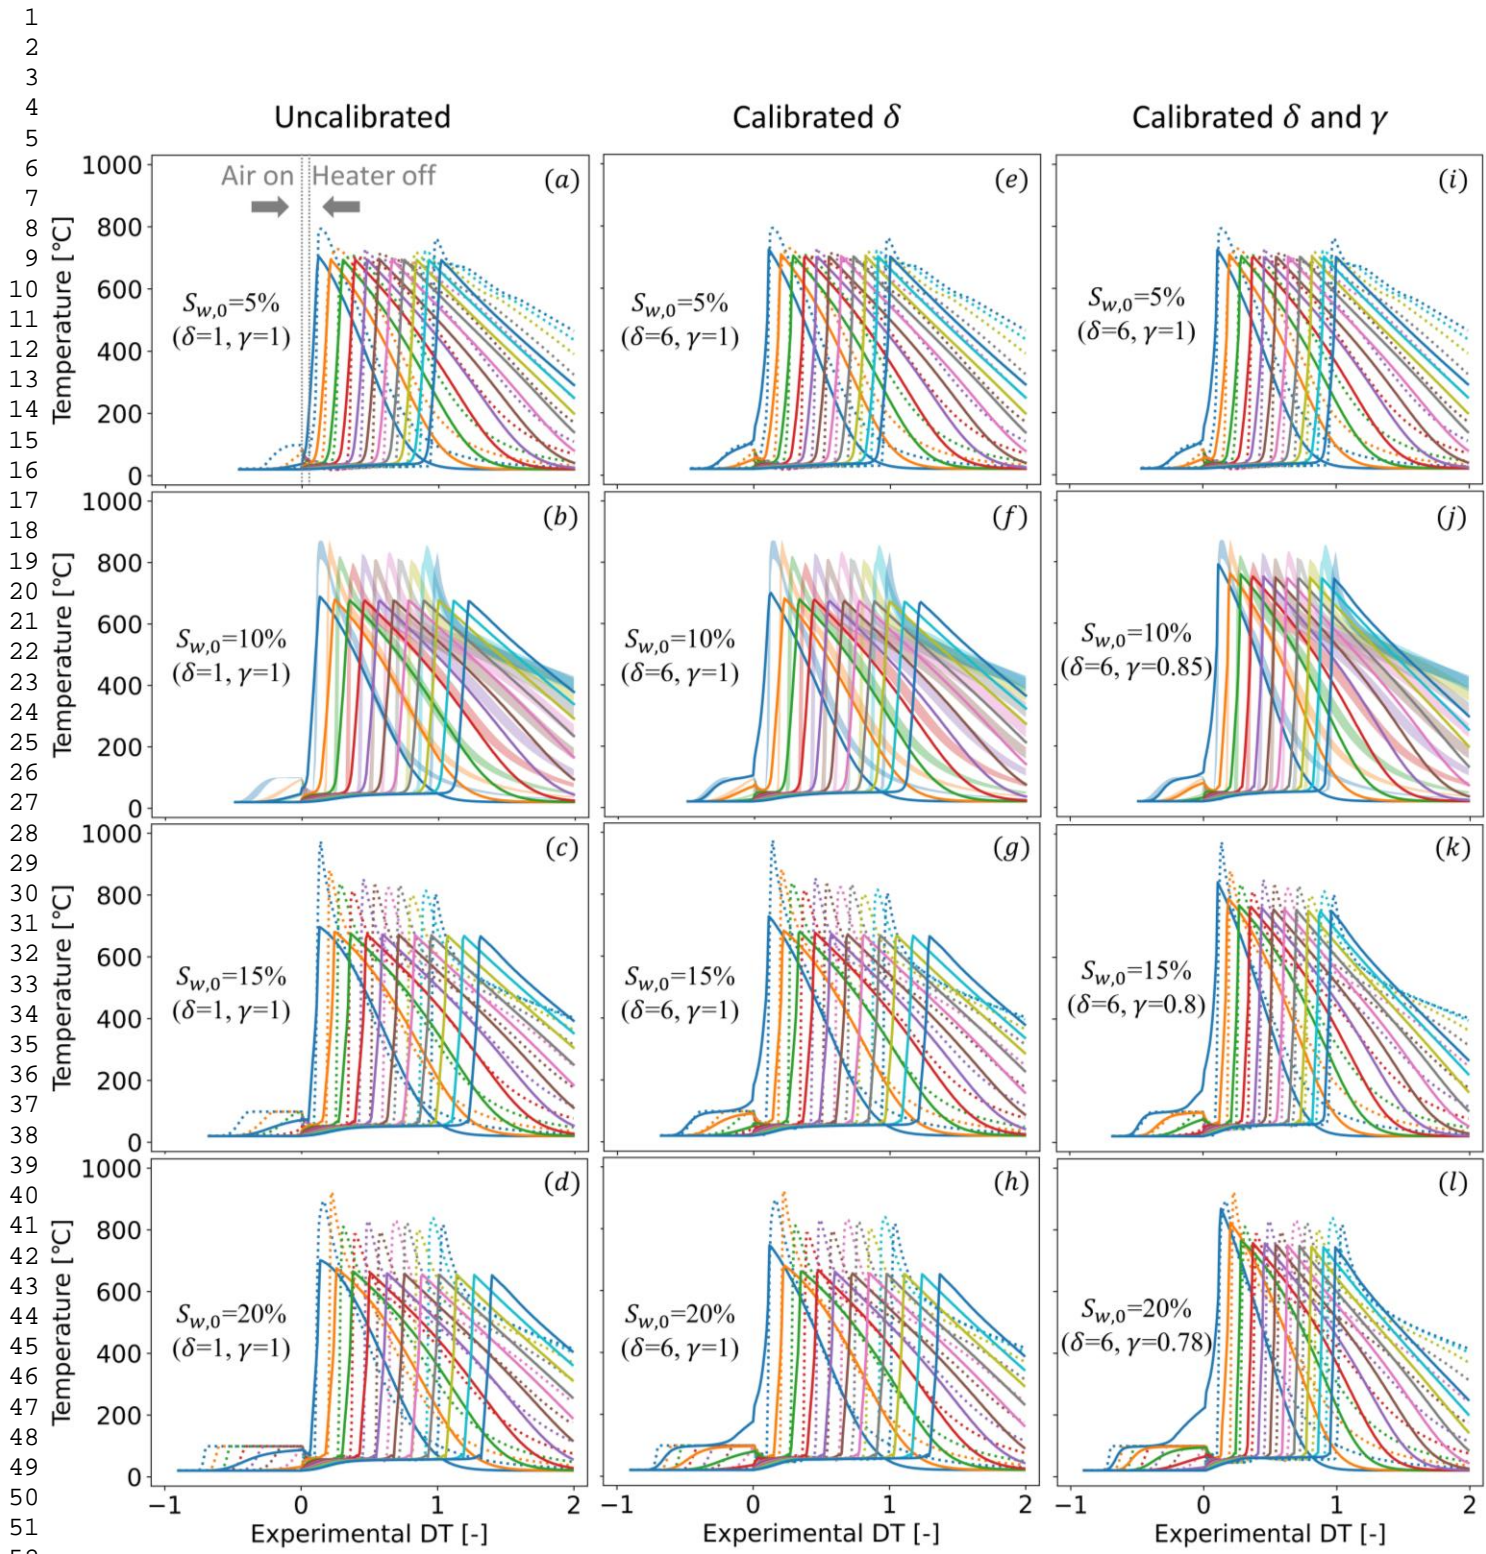 1
2
3
4
5
6
7
8
9
10
11
12
13
14
15
16
17
18
19
20
21
22
23
24
25
26
27
28
29
30
31
32
33
34
35
36
37
38
39
40
41
42
43
44
45
46
47
48
49
50
51
Uncalibrated
Calibrated δ
Calibrated δ and γ
Temperature [°C]
1000
800
600
400
200
0
Air on
Heater off
(a)
S_{w,0}=5%
(δ=1, γ=1)
(e)
S_{w,0}=5%
(δ=6, γ=1)
(i)
S_{w,0}=5%
(δ=6, γ=1)
Temperature [°C]
1000
800
600
400
200
0
(b)
S_{w,0}=10%
(δ=1, γ=1)
(f)
S_{w,0}=10%
(δ=6, γ=1)
(j)
S_{w,0}=10%
(δ=6, γ=0.85)
Temperature [°C]
1000
800
600
400
200
0
(c)
S_{w,0}=15%
(δ=1, γ=1)
(g)
S_{w,0}=15%
(δ=6, γ=1)
(k)
S_{w,0}=15%
(δ=6, γ=0.8)
Temperature [°C]
1000
800
600
400
200
0
(d)
S_{w,0}=20%
(δ=1, γ=1)
(h)
S_{w,0}=20%
(δ=6, γ=1)
(l)
S_{w,0}=20%
(δ=6, γ=0.78)
−1 0 1 2
−1 0 1 2
−1 0 1 2
Experimental DT [-]
Experimental DT [-]
Experimental DT [-]